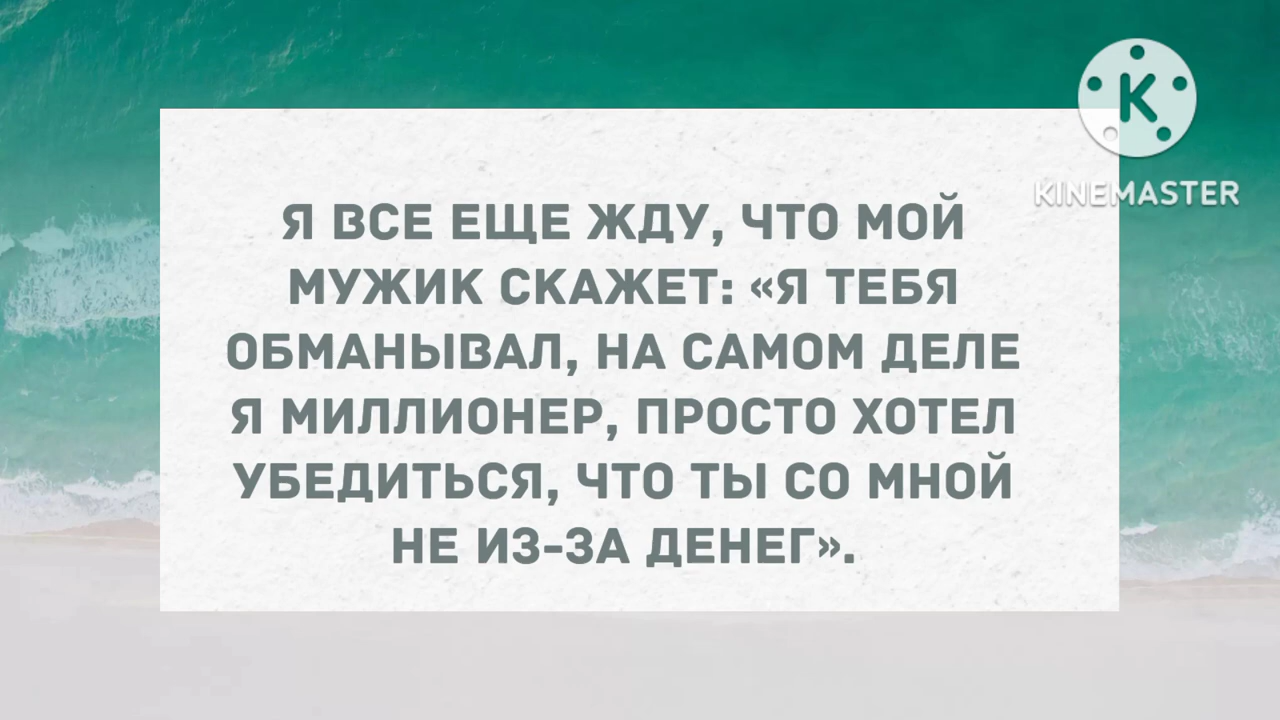 K
KINEMASTER
Я ВСЕ ЕЩЕ ЖДУ, ЧТО МОЙ
МУЖИК СКАЖЕТ: «Я ТЕБЯ
ОБМАНЫВАЛ, НА САМОМ ДЕЛЕ
Я МИЛЛИОНЕР, ПРОСТО ХОТЕЛ
УБЕДИТЬСЯ, ЧТО ТЫ СО МНОЙ
НЕ ИЗ-ЗА ДЕНЕГ».